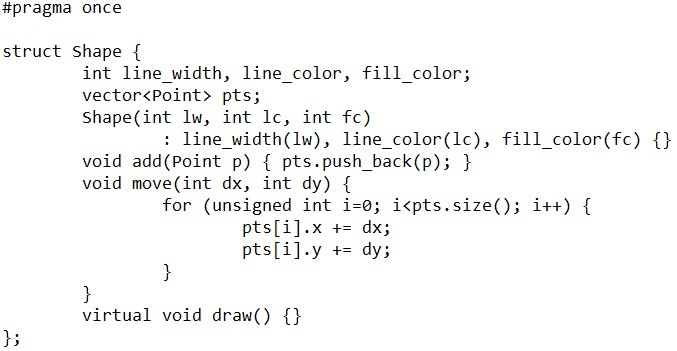 #pragma once
struct Shape {
int line_width, line_color, fill_color;
vector<Point> pts;
Shape(int lw, int lc, int fc)
: line_width(lw), line_color(lc), fill_color(fc) {}
void add(Point p) { pts.push_back(p); }
void move(int dx, int dy) {
for (unsigned int i=0; i<pts.size(); i++) {
pts[i].x += dx;
pts[i].y += dy;
}
}
virtual void draw() {}
};